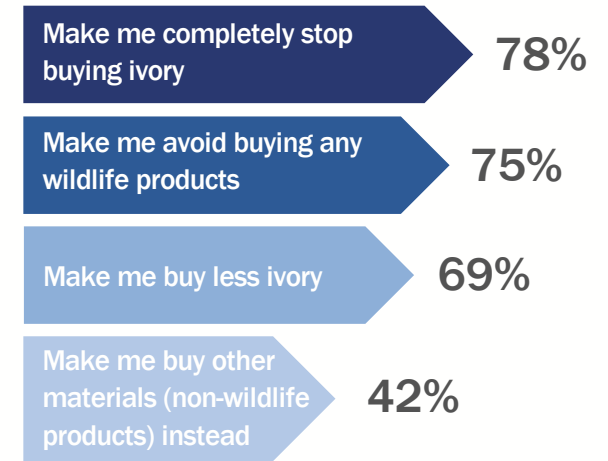 Make me completely stop
buying ivory
78%
Make me avoid buying any
wildlife products
75%
Make me buy less ivory
69%
Make me buy other
materials (non-wildlife
products) instead
42%